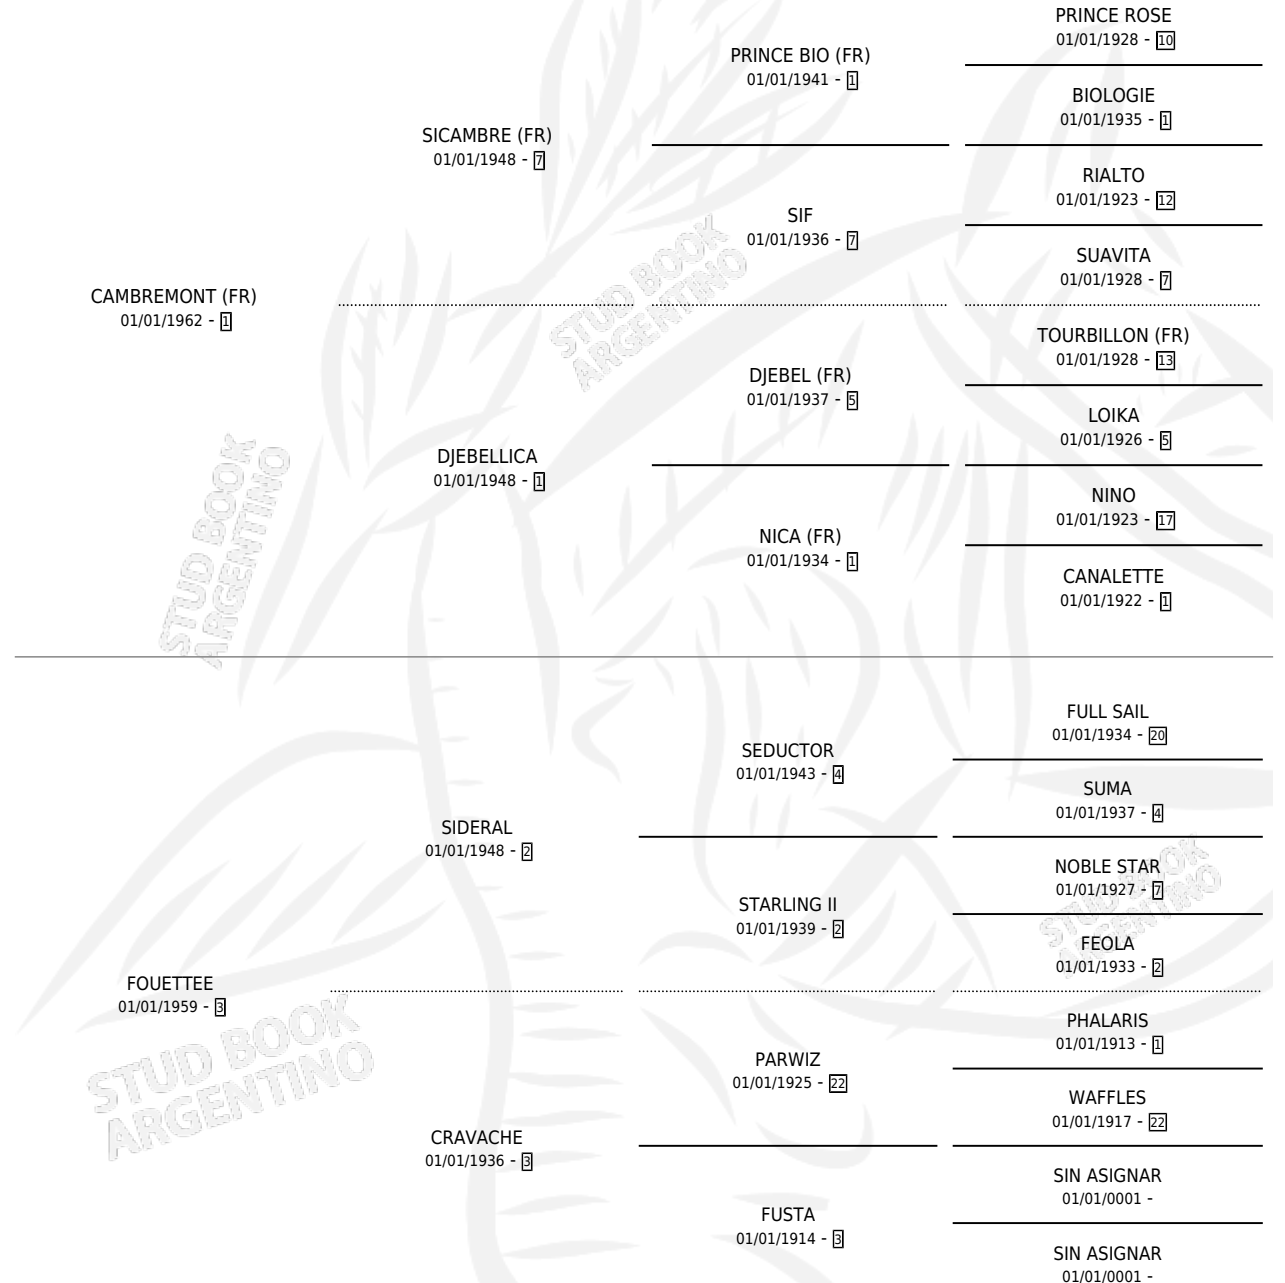 PRINCE ROSE
01/01/1928 - 10
PRINCE BIO (FR)
01/01/1941 - 1
BIOLOGIE
01/01/1935 - 1
SICAMBRE (FR)
01/01/1948 - 7
RIALTO
01/01/1923 - 12
SIF
01/01/1936 - 7
SUAVITA
01/01/1928 - 7
CAMBREMONT (FR)
01/01/1962 - 1
TOURBILLON (FR)
01/01/1928 - 13
DJEBEL (FR)
01/01/1937 - 5
LOIKA
01/01/1926 - 5
DJEBELLICA
01/01/1948 - 1
NINO
01/01/1923 - 17
NICA (FR)
01/01/1934 - 1
CANALETTE
01/01/1922 - 1
FULL SAIL
01/01/1934 - 20
SEDUCTOR
01/01/1943 - 4
SUMA
01/01/1937 - 4
SIDERAL
01/01/1948 - 2
NOBLE STAR
01/01/1927 - 7
STARLING II
01/01/1939 - 2
FEOLA
01/01/1933 - 2
FOUETTEE
01/01/1959 - 3
PHALARIS
01/01/1913 - 1
PARWIZ
01/01/1925 - 22
WAFFLES
01/01/1917 - 22
CRAVACHE
01/01/1936 - 3
SIN ASIGNAR
01/01/0001 -
FUSTA
01/01/1914 - 3
SIN ASIGNAR
01/01/0001 -
STUD BOOK
ARGENTINO
STUD BOOK
ARGENTINO
STUD BOOK
ARGENTINO
STUD BOOK
ARGENTINO